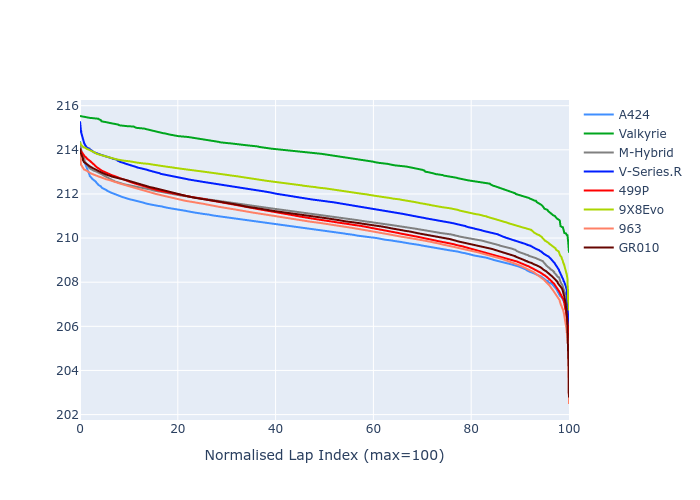 216
214
212
210
208
206
204
202
0 20 40 60 80 100
Normalised Lap Index (max=100)
A424
Valkyrie
M-Hybrid
V-Series.R
499P
9X8Evo
963
GR010